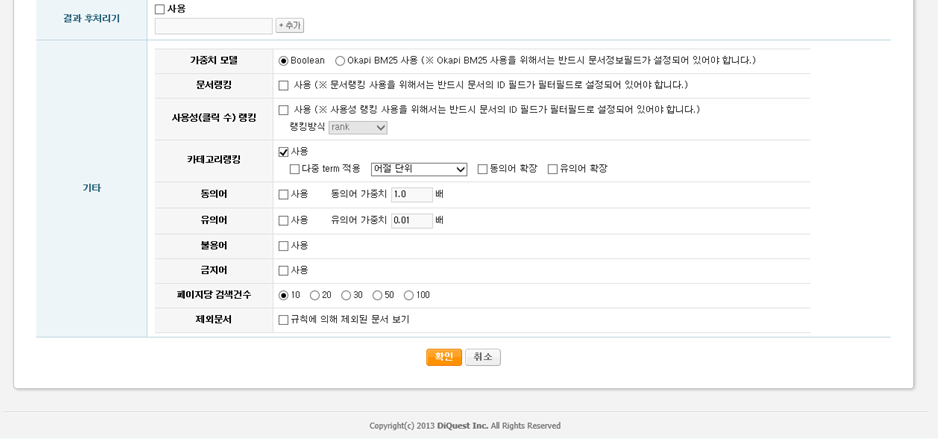 결과 후처리기
사용
+ 추가
기타
가중치 모델
Boolean Okapi BM25 사용 (※ Okapi BM25 사용을 위해서는 반드시 문서정보필드가 설정되어 있어야 합니다.)
문서랭킹
사용 (※ 문서랭킹 사용을 위해서는 반드시 문서의 ID 필드가 필터필드로 설정되어 있어야 합니다.)
사용성(클릭 수) 랭킹
사용 (※ 사용성 랭킹 사용을 위해서는 반드시 문서의 ID 필드가 필터필드로 설정되어 있어야 합니다.)
랭킹방식 rank
카테고리랭킹
사용
다중 term 적용 어절 단위 동의어 확장 유의어 확장
동의어 사용 동의어 가중치 1.0 배
유의어 사용 유의어 가중치 0.01 배
불용어 사용
금지어 사용
페이지당 검색건수 10 20 30 50 100
제외문서 규칙에 의해 제외된 문서 보기
확인 취소
Copyright(c) 2013 DiQuest Inc. All Rights Reserved